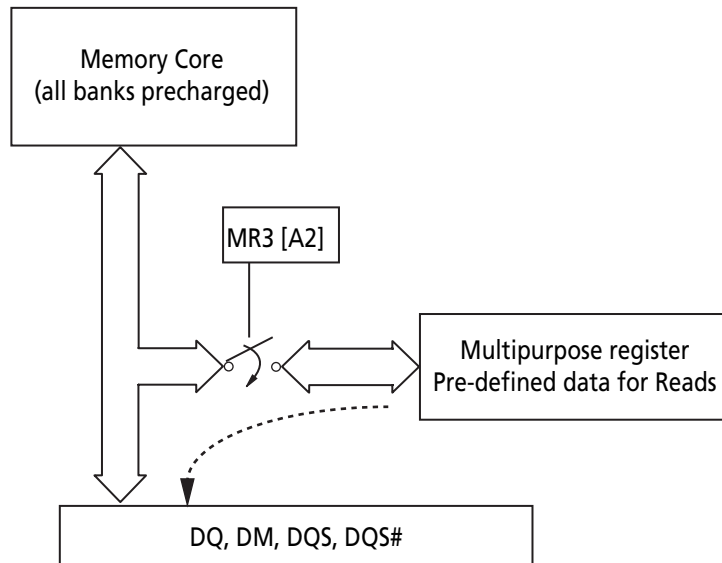 Memory Core
(all banks precharged)
MR3 [A2]
Multipurpose register
Pre-defined data for Reads
DQ, DM, DQS, DQS#